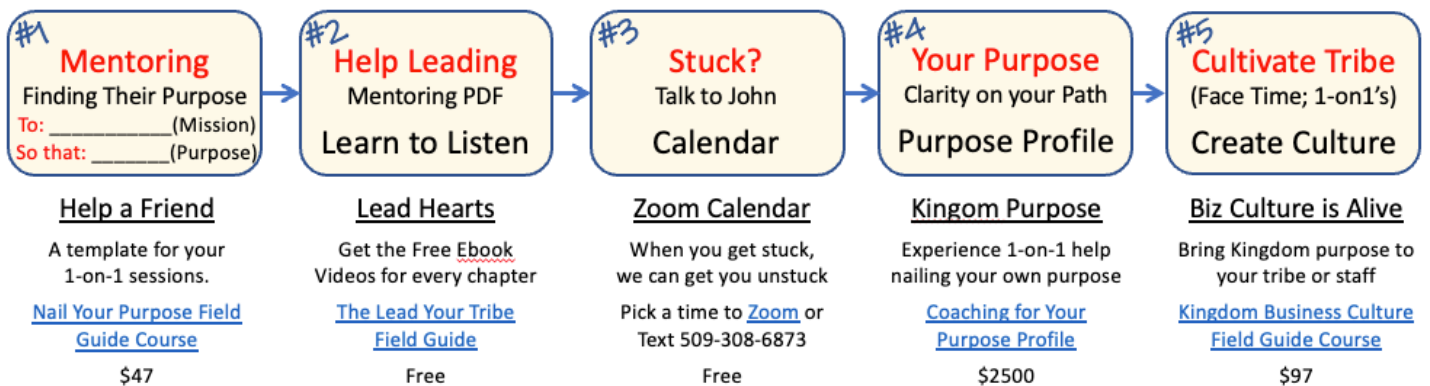 #1
Mentoring
Finding Their Purpose
To: ___________(Mission)
So that: _______(Purpose)
Help a Friend
A template for your
1-on-1 sessions.
Nail Your Purpose Field
Guide Course
$47
#2
Help Leading
Mentoring PDF
Learn to Listen
Lead Hearts
Get the Free Ebook
Videos for every chapter
The Lead Your Tribe
Field Guide
Free
#3
Stuck?
Talk to John
Calendar
Zoom Calendar
When you get stuck,
we can get you unstuck
Pick a time to Zoom or
Text 509-308-6873
Free
#4
Your Purpose
Clarity on your Path
Purpose Profile
Kingom Purpose
Experience 1-on-1 help
nailing your own purpose
Coaching for Your
Purpose Profile
$2500
#5
Cultivate Tribe
(Face Time; 1-on1’s)
Create Culture
Biz Culture is Alive
Bring Kingdom purpose to
your tribe or staff
Kingdom Business Culture
Field Guide Course
$97